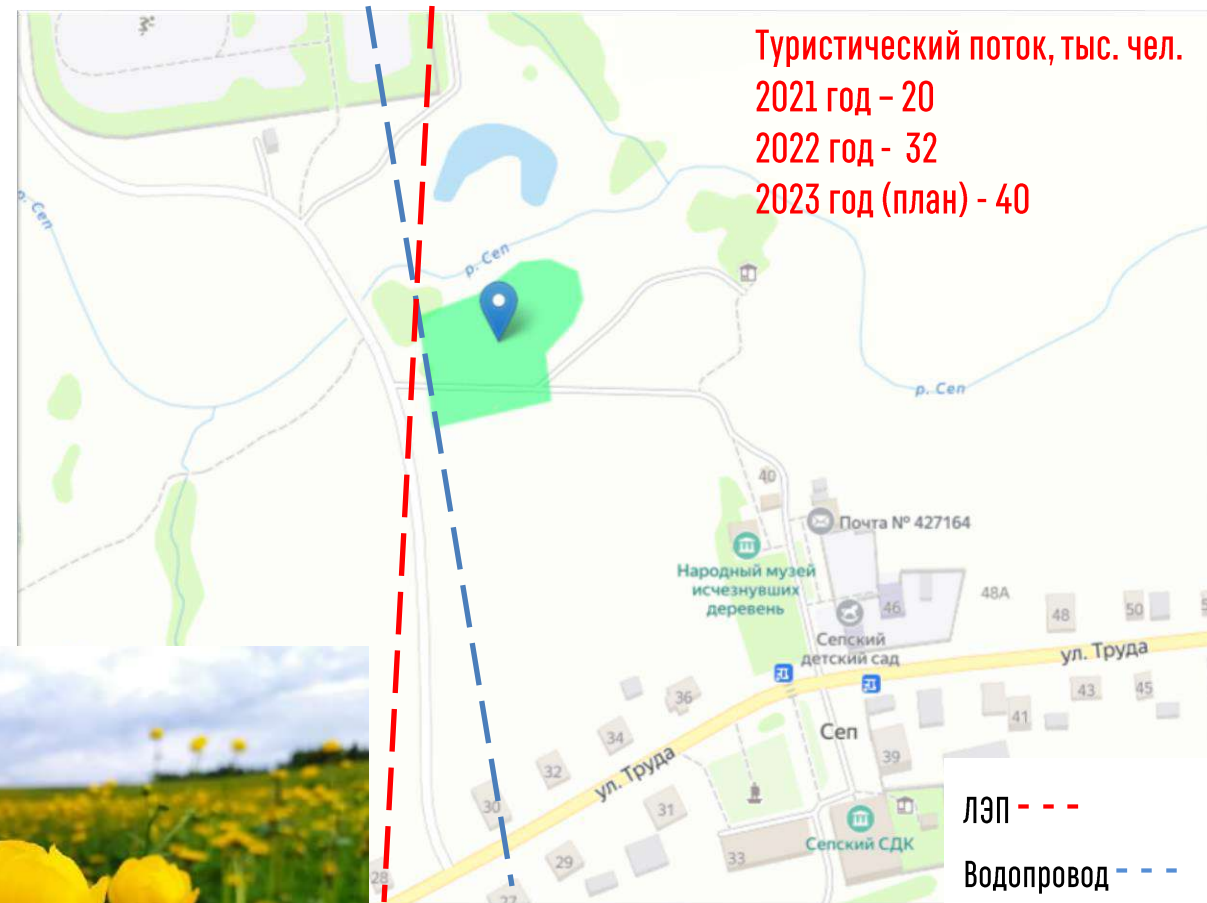 Туристический поток, тыс. чел.
2021 год – 20
2022 год - 32
2023 год (план) - 40
р. Сеп
р. Сеп
р. Сеп
40
Почта № 427164
Народный музей
исчезнувших
деревень
46
48А
48
50
Сепский
детский сад
ул. Труда
36
43
45
41
34
Сеп
39
32
ул. Труда
30
31
Сепский СДК
33
29
28
27
ЛЭП
Водопровод